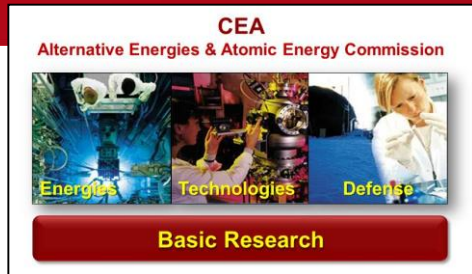 CEA
Alternative Energies & Atomic Energy Commission
Energies Technologies Defense
Basic Research